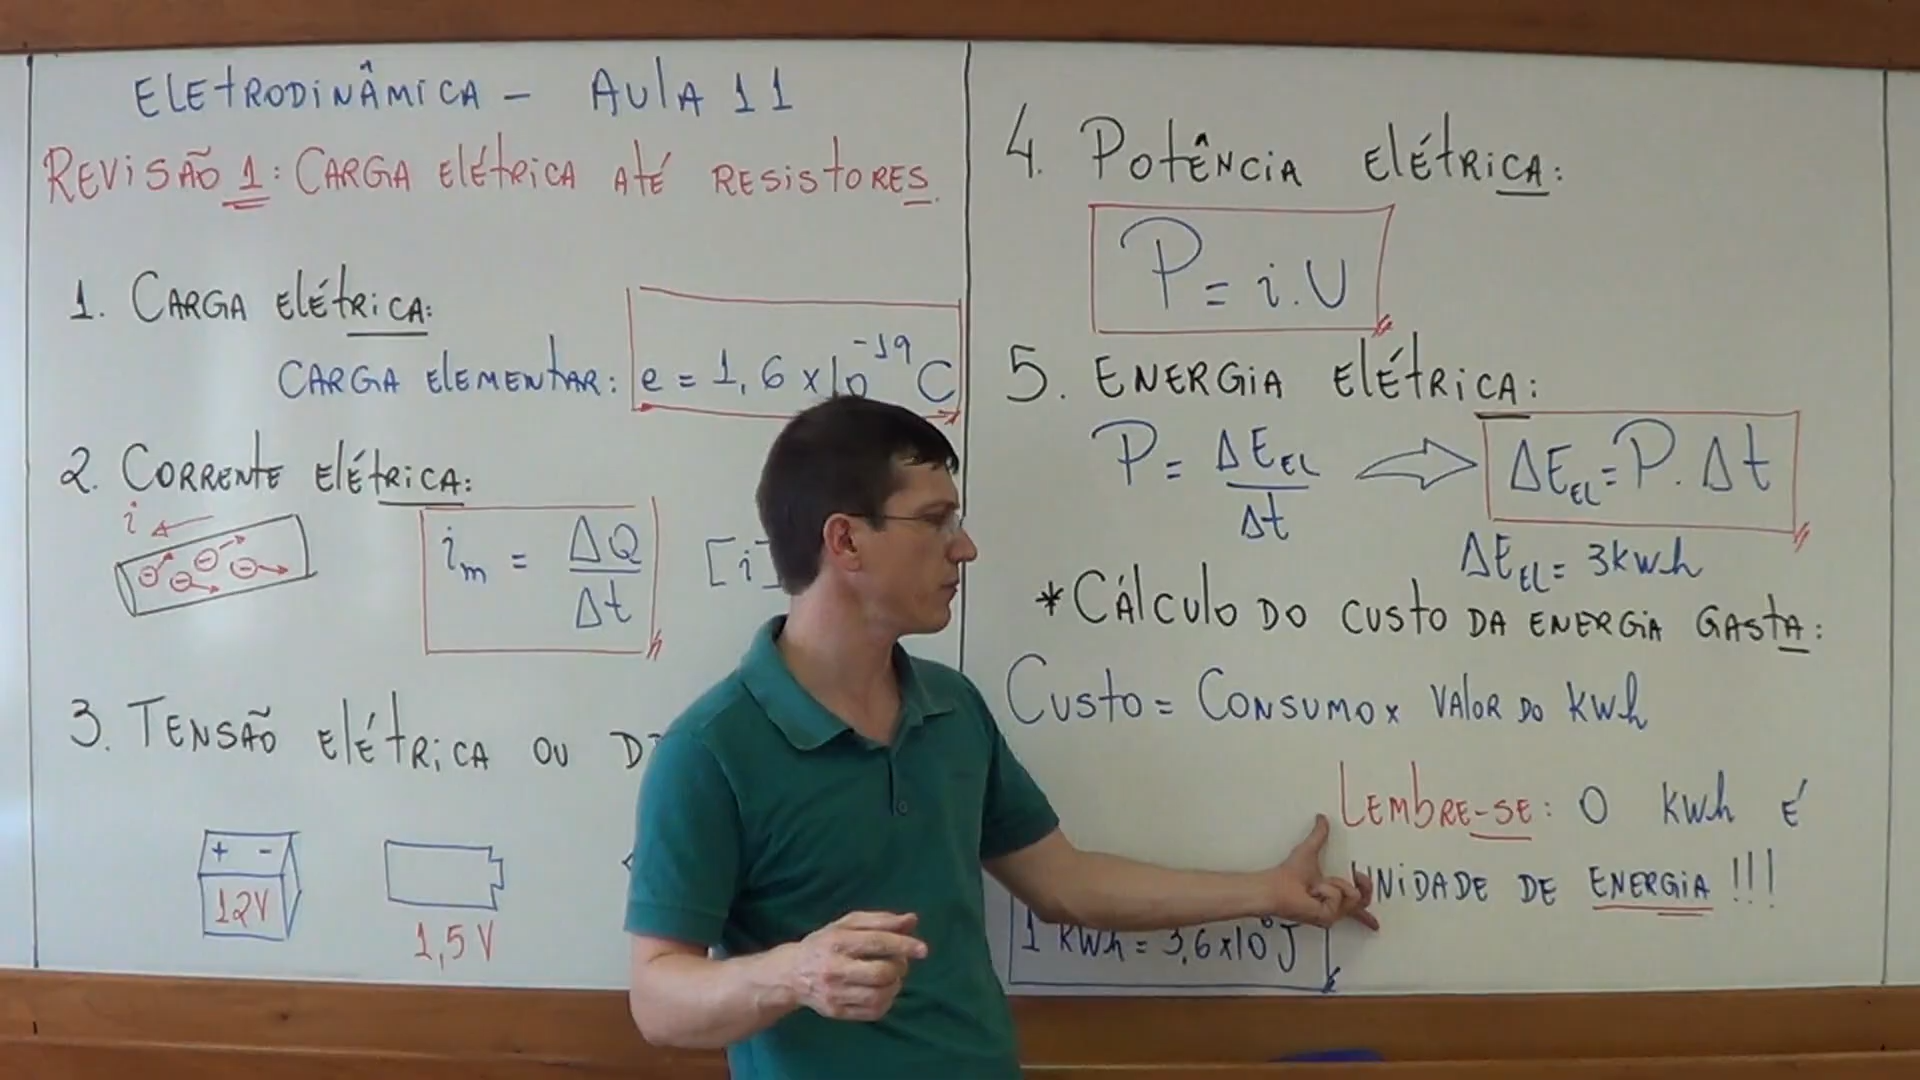 Eletrodinâmica - Aula 11
Revisão 1: Carga elétrica até resistores.
1. Carga elétrica:
Carga elementar: e = 1,6 x10⁻¹⁹ C
2. Corrente elétrica:
i
iₘ = ΔQ/Δt [i]
3. Tensão elétrica ou
+ -
12V
1,5 V
4. Potência elétrica:
P = i.U
5. Energia elétrica:
P = ΔE_EL/Δt ⇒ ΔE_EL = P.Δt
ΔE_EL = 3kWh
*Cálculo do custo da energia gasta:
Custo = Consumo x valor do kWh
Lembre-se: O kWh é
unidade de energia!!!
1 kWh = 3,6 x10⁶ J